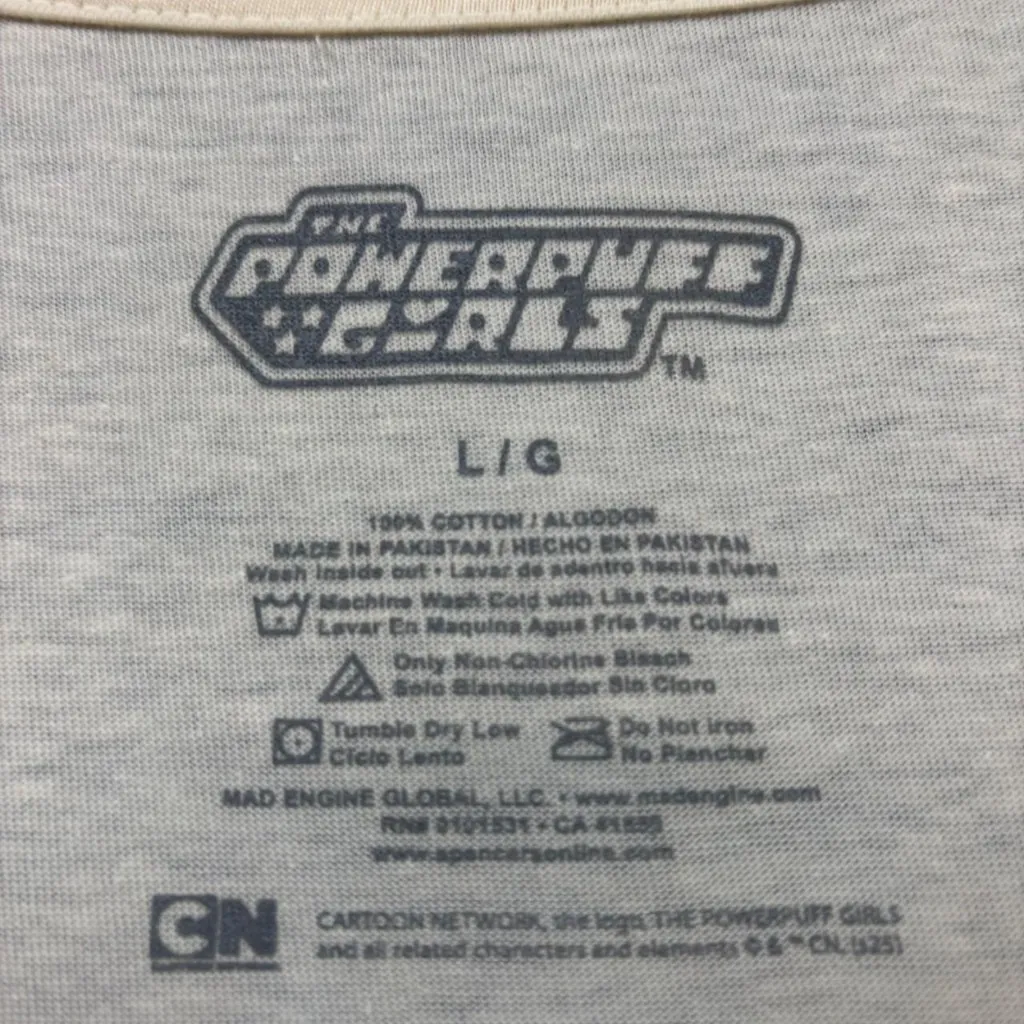 THE
POWERPUFF
GIRLS
TM
L / G
100% COTTON / ALGODON
MADE IN PAKISTAN / HECHO EN PAKISTAN
Wash inside out • Lavar de adentro hacia afuera
Machine Wash Cold with Like Colors
Lavar En Maquina Agua Fria Por Colores
Only Non-Chlorine Bleach
Solo Blanqueador Sin Cloro
Tumble Dry Low
Ciclo Lento
Do Not Iron
No Planchar
MAD ENGINE GLOBAL, LLC. • www.madengine.com
RN# 0101531 • CA
www.spencersonline.com
CN
CARTOON NETWORK, the logo, THE POWERPUFF GIRLS
and all related characters and elements © & ™ CN. (s25)